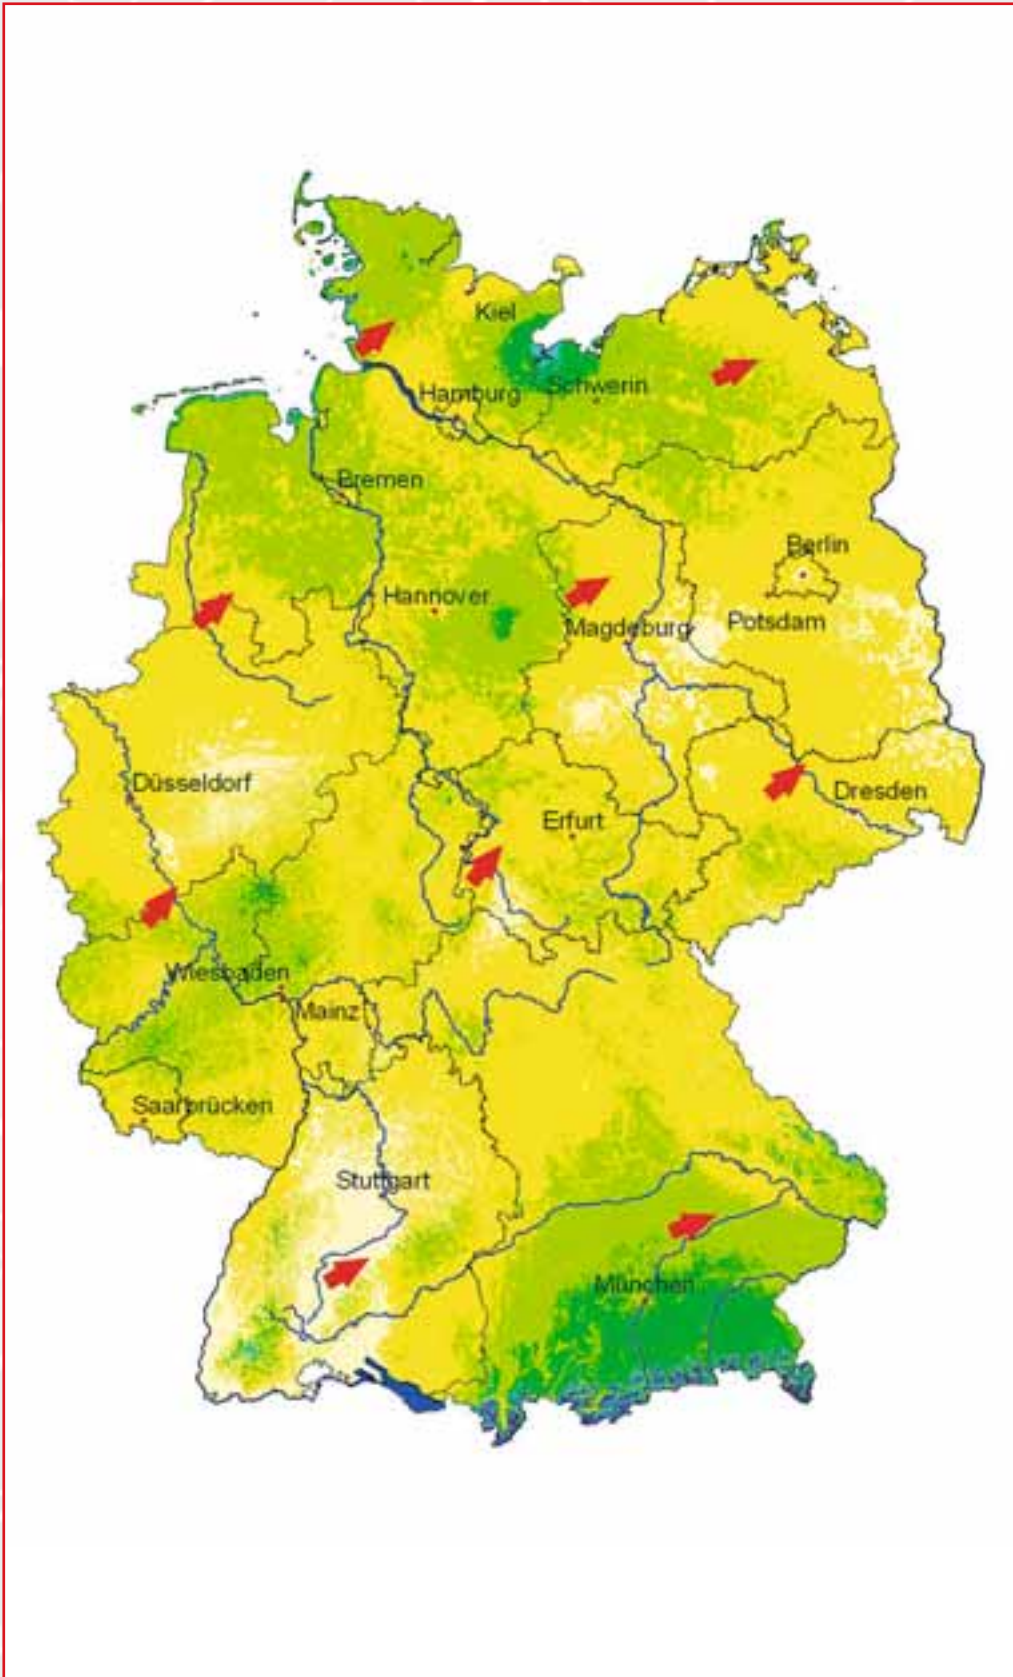 Kiel
Schwerin
Hamburg
Bremen
Berlin
Hannover
Magdeburg
Potsdam
Düsseldorf
Dresden
Erfurt
Wiesbaden
Mainz
Saarbrücken
Stuttgart
München